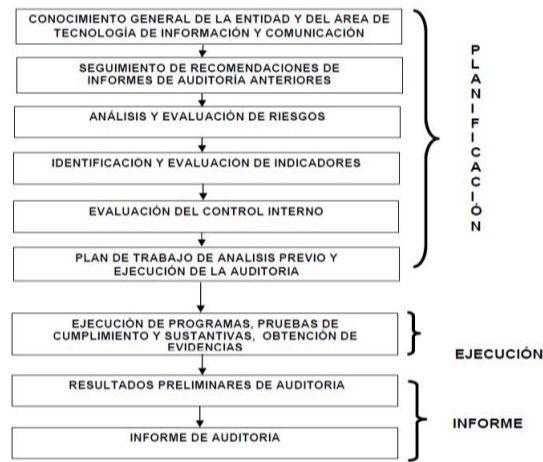 CONOCIMIENTO GENERAL DE LA ENTIDAD Y DEL ÁREA DE
TECNOLOGÍA DE INFORMACIÓN Y COMUNICACIÓN
SEGUIMIENTO DE RECOMENDACIONES DE
INFORMES DE AUDITORÍA ANTERIORES
ANÁLISIS Y EVALUACIÓN DE RIESGOS
IDENTIFICACION Y EVALUACIÓN DE INDICADORES
EVALUACIÓN DEL CONTROL INTERNO
PLAN DE TRABAJO DE ANALISIS PREVIO Y
EJECUCIÓN DE LA AUDITORIA
PLANIFICACIÓN
EJECUCIÓN DE PROGRAMAS, PRUEBAS DE
CUMPLIMIENTO Y SUSTANTIVAS, OBTENCIÓN DE
EVIDENCIAS
EJECUCIÓN
RESULTADOS PRELIMINARES DE AUDITORIA
INFORME DE AUDITORIA
INFORME